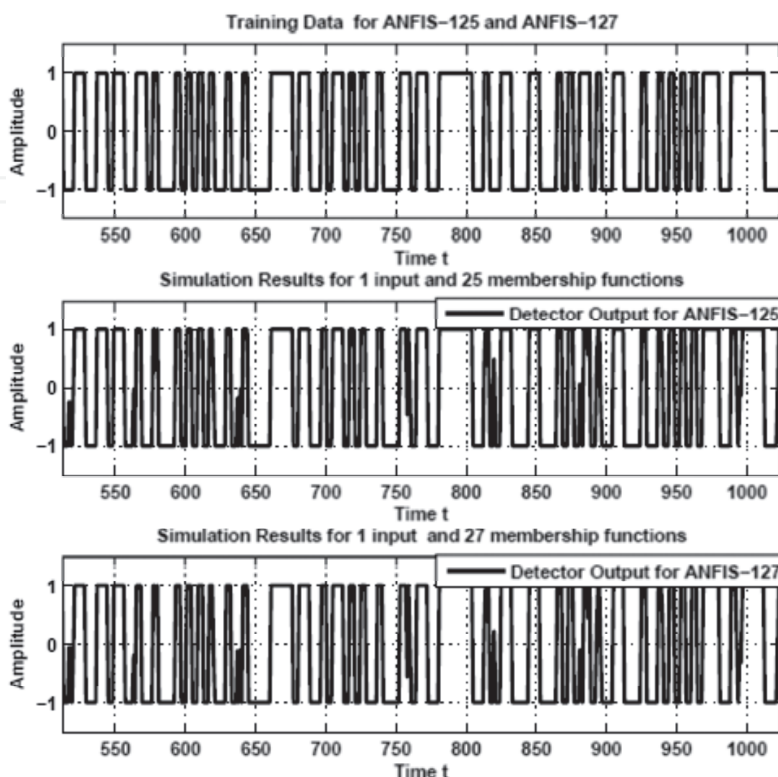 Training Data for ANFIS−125 and ANFIS−127
Amplitude
1
0
−1
550 600 650 700 750 800 850 900 950 1000
Time t
Simulation Results for 1 input and 25 membership functions
Detector Output for ANFIS−125
Amplitude
1
0
−1
550 600 650 700 750 800 850 900 950 1000
Time t
Simulation Results for 1 input and 27 membership functions
Detector Output for ANFIS−127
Amplitude
1
0
−1
550 600 650 700 750 800 850 900 950 1000
Time t